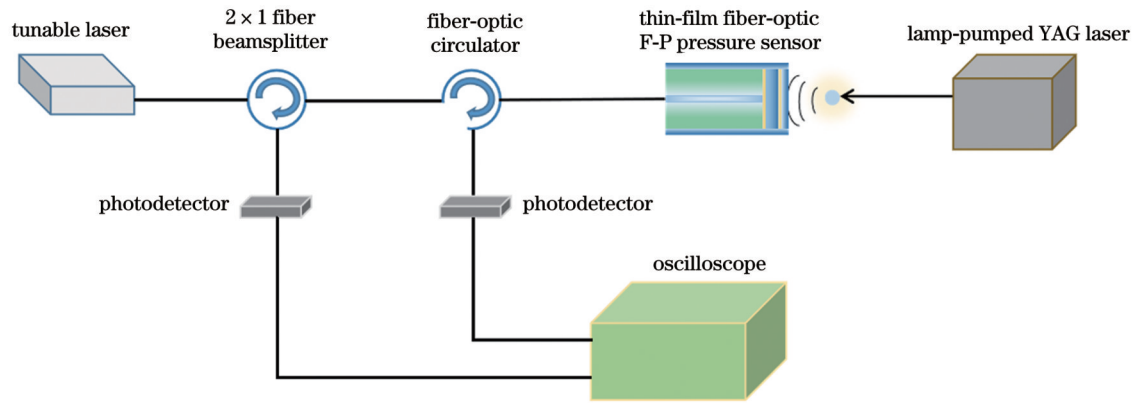 tunable laser
2 × 1 fiber
beamsplitter
fiber-optic
circulator
thin-film fiber-optic
F-P pressure sensor
lamp-pumped YAG laser
photodetector
photodetector
oscilloscope